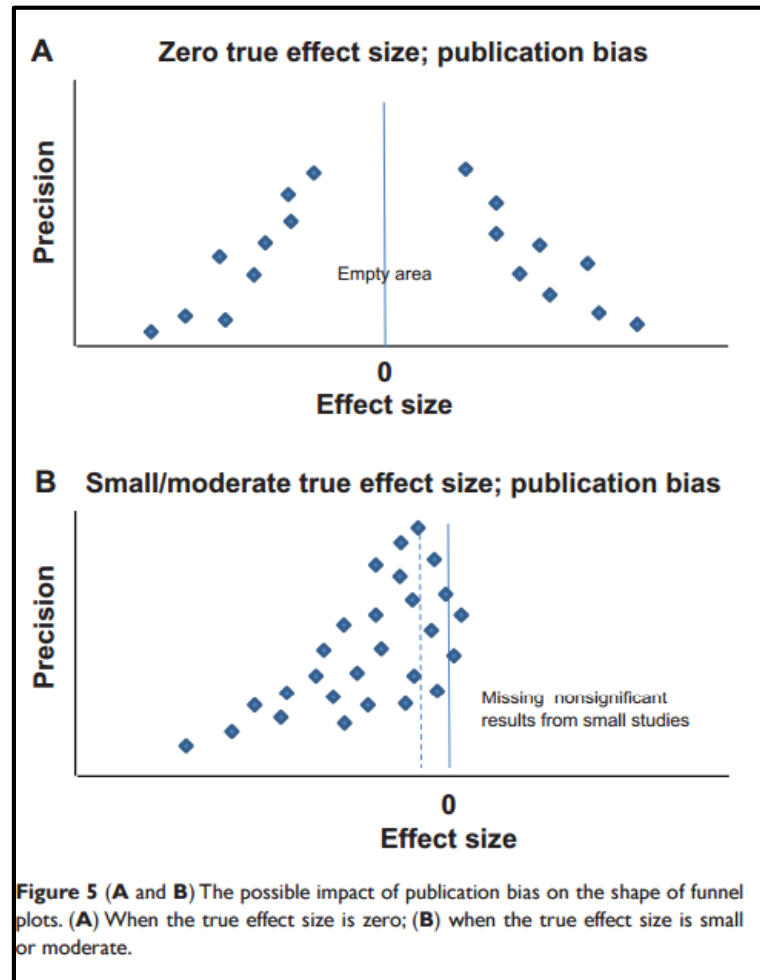 A Zero true effect size; publication bias
Precision
Empty area
0
Effect size
B Small/moderate true effect size; publication bias
Precision
Missing nonsignificant
results from small studies
0
Effect size
Figure 5 (A and B) The possible impact of publication bias on the shape of funnel
plots. (A) When the true effect size is zero; (B) when the true effect size is small
or moderate.